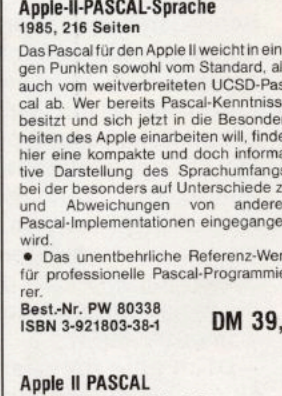 Apple-II-PASCAL-Sprache
1985, 216 Seiten
Das Pascal für den Apple II weicht in eini
gen Punkten sowohl vom Standard, al
auch vom weitverbreiteten UCSD-Pas
cal ab. Wer bereits Pascal-Kenntniss
besitzt und sich jetzt in die Besonder
heiten des Apple einarbeiten will, finde
hier eine kompakte und doch informa
tive Darstellung des Sprachumfangs
bei der besonders auf Unterschiede z
und Abweichungen von andere
Pascal-Implementationen eingegange
wird.
● Das unentbehrliche Referenz-Wer
für professionelle Pascal-Programmie
rer.
Best.-Nr. PW 80338
ISBN 3-921803-38-1 DM 39,
Apple II PASCAL